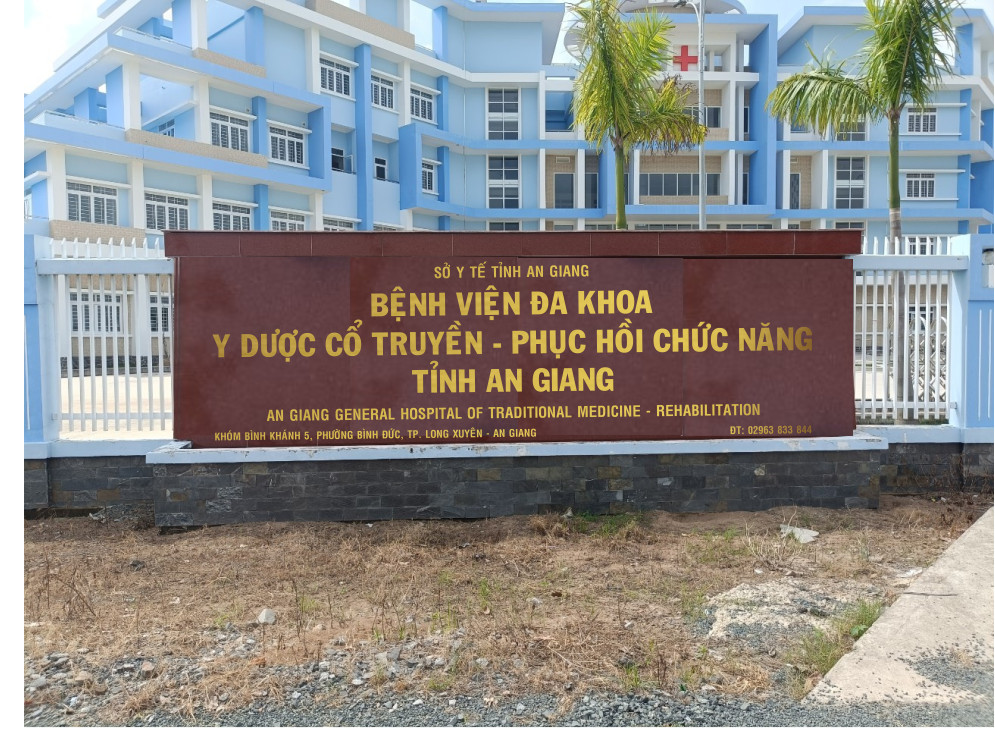 SỞ Y TẾ TỈNH AN GIANG
BỆNH VIỆN ĐA KHOA
Y DƯỢC CỔ TRUYỀN - PHỤC HỒI CHỨC NĂNG
TỈNH AN GIANG
AN GIANG GENERAL HOSPITAL OF TRADITIONAL MEDICINE - REHABILITATION
KHÓM BÌNH KHÁNH 5, PHƯỜNG BÌNH ĐỨC, TP. LONG XUYÊN - AN GIANG ĐT: 02963 833 844